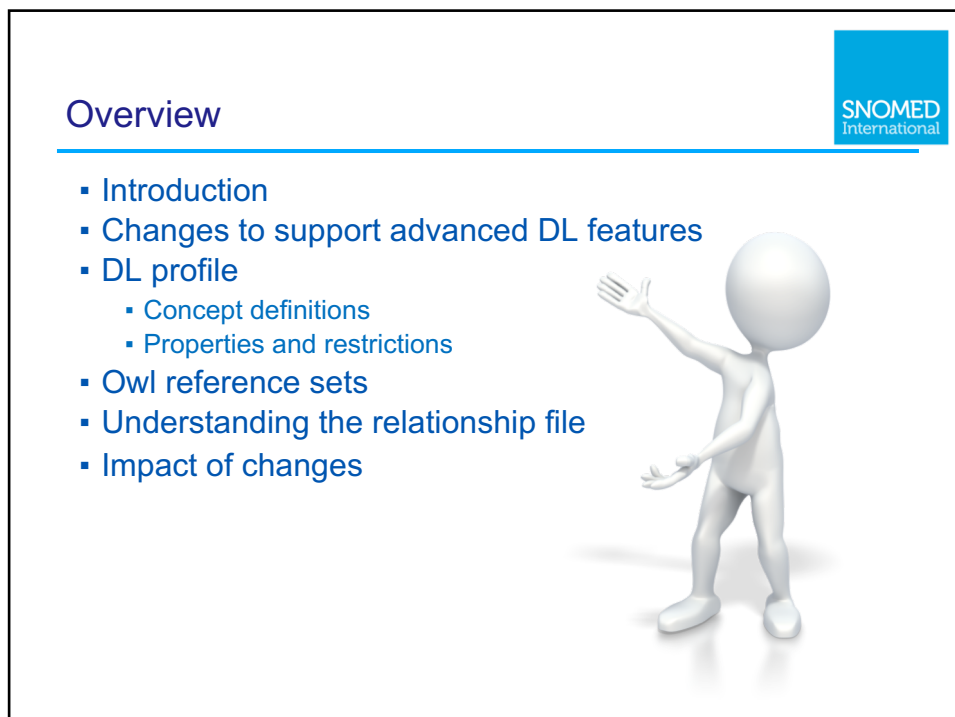 Overview
SNOMED
International
▪ Introduction
▪ Changes to support advanced DL features
▪ DL profile
▪ Concept definitions
▪ Properties and restrictions
▪ Owl reference sets
▪ Understanding the relationship file
▪ Impact of changes